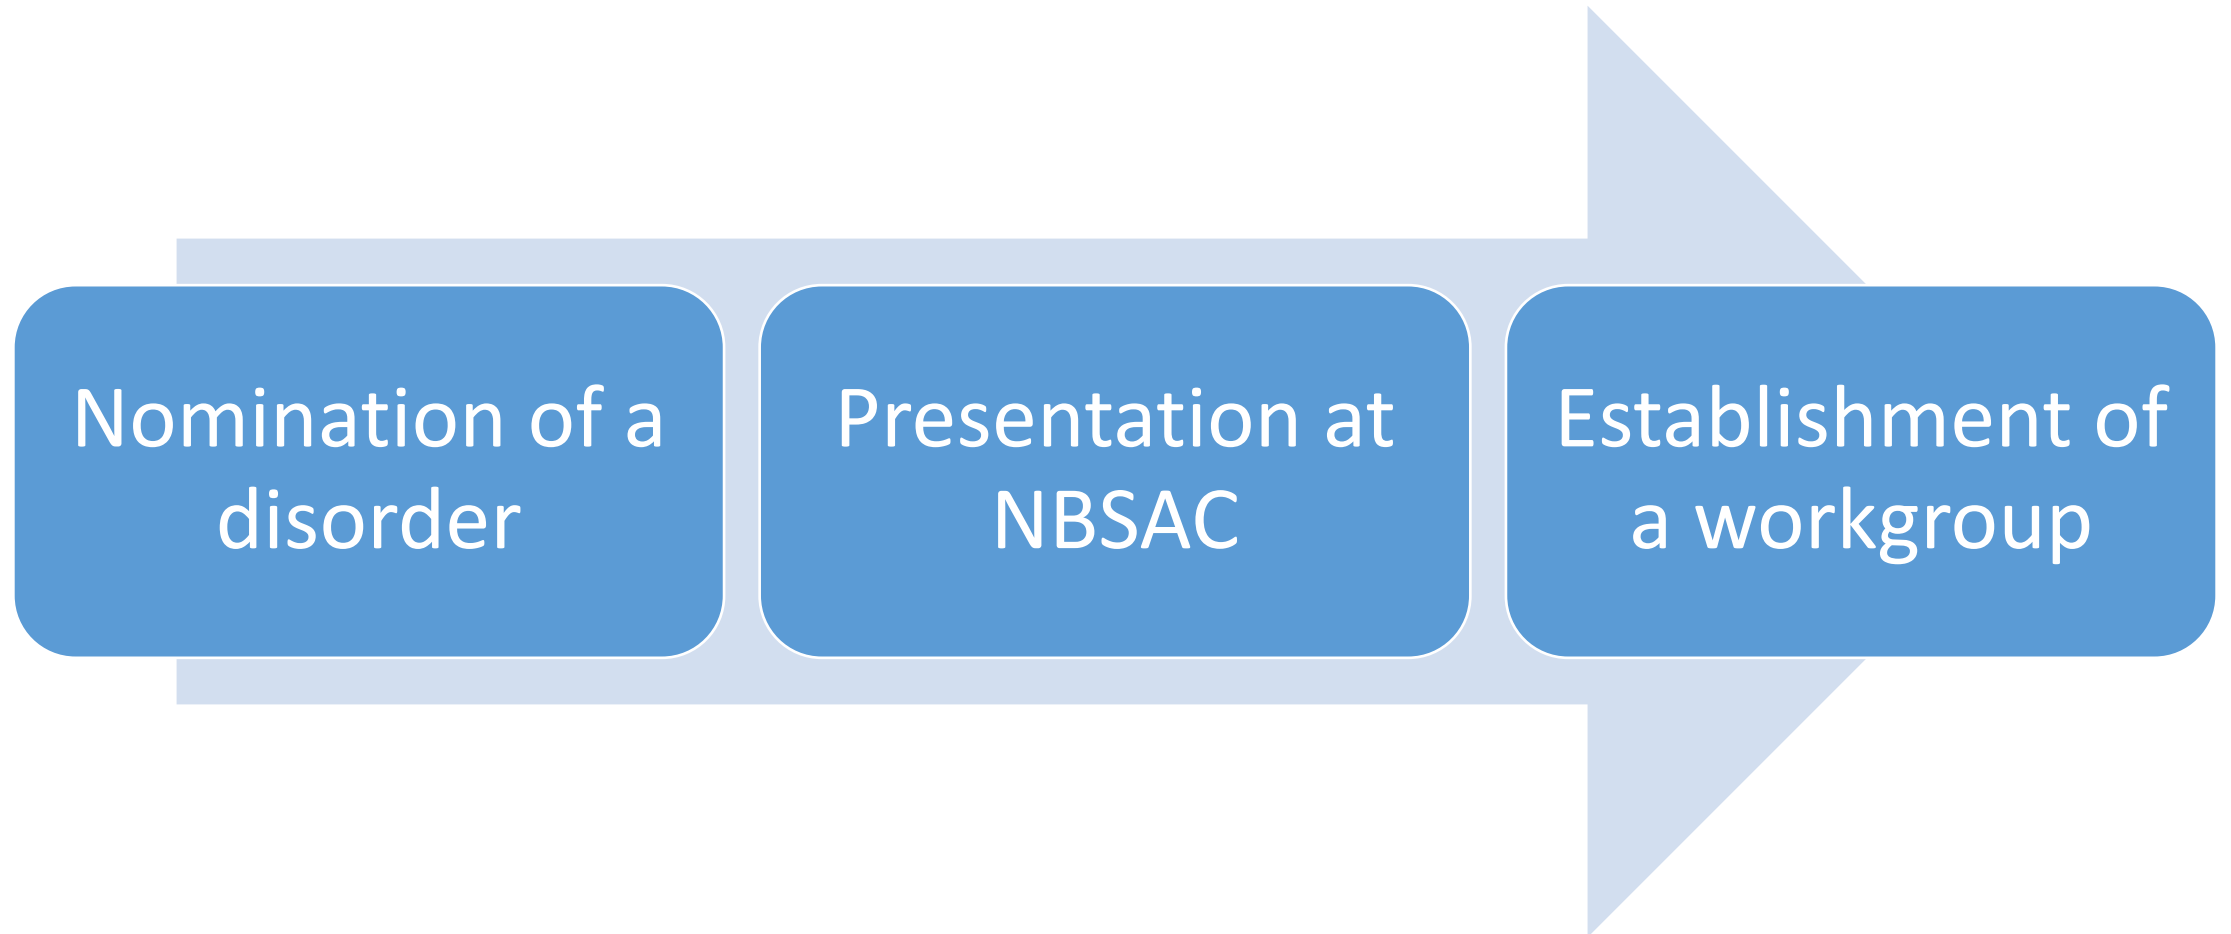 Nomination of a
disorder
Presentation at
NBSAC
Establishment of
a workgroup